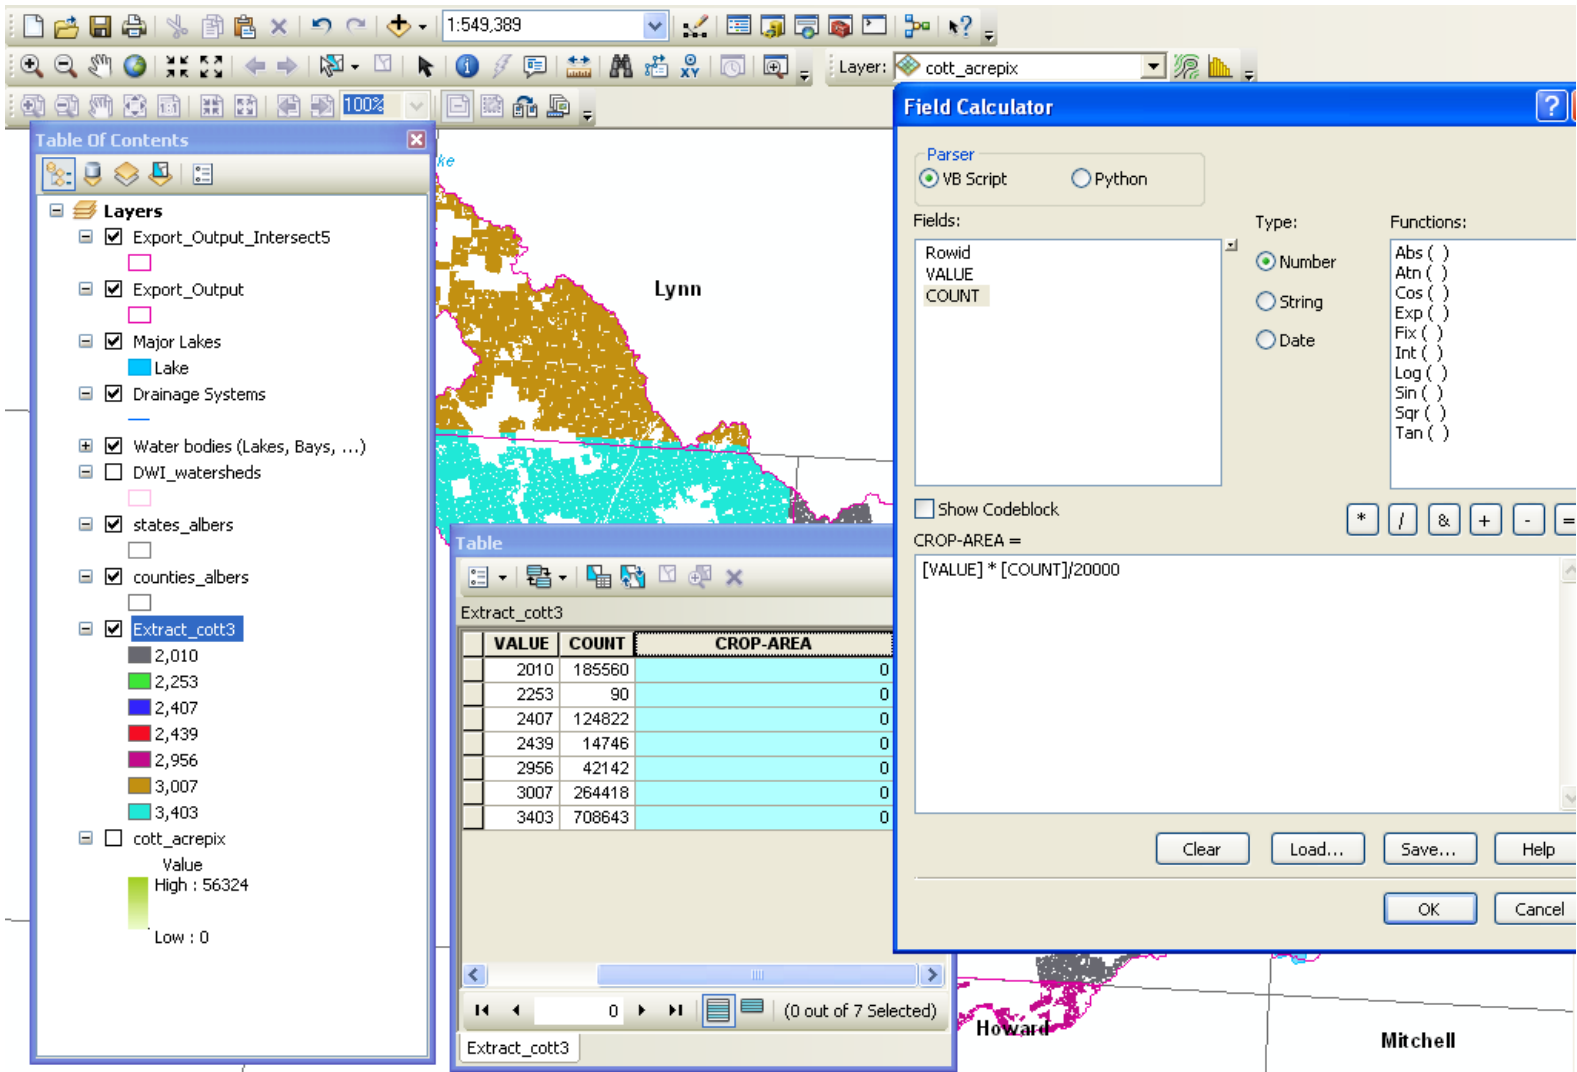 1:549,389
Layer: cott_acrepix
100%
Table Of Contents
Layers
Export_Output_Intersect5
Export_Output
Major Lakes
Lake
Drainage Systems
Water bodies (Lakes, Bays, ...)
DWI_watersheds
states_albers
counties_albers
Extract_cott3
2,010
2,253
2,407
2,439
2,956
3,007
3,403
cott_acrepix
Value
High : 56324
Low : 0
ke
Lynn
Howard
Mitchell
Table
Extract_cott3
VALUE COUNT CROP-AREA
2010 185560 0
2253 90 0
2407 124822 0
2439 14746 0
2956 42142 0
3007 264418 0
3403 708643 0
0 (0 out of 7 Selected)
Extract_cott3
Field Calculator
Parser
VB Script Python
Fields: Type: Functions:
Rowid
VALUE
COUNT
Number
String
Date
Abs ( )
Atn ( )
Cos ( )
Exp ( )
Fix ( )
Int ( )
Log ( )
Sin ( )
Sqr ( )
Tan ( )
Show Codeblock
* / & + - =
CROP-AREA =
[VALUE] * [COUNT]/20000
Clear Load... Save... Help
OK Cancel